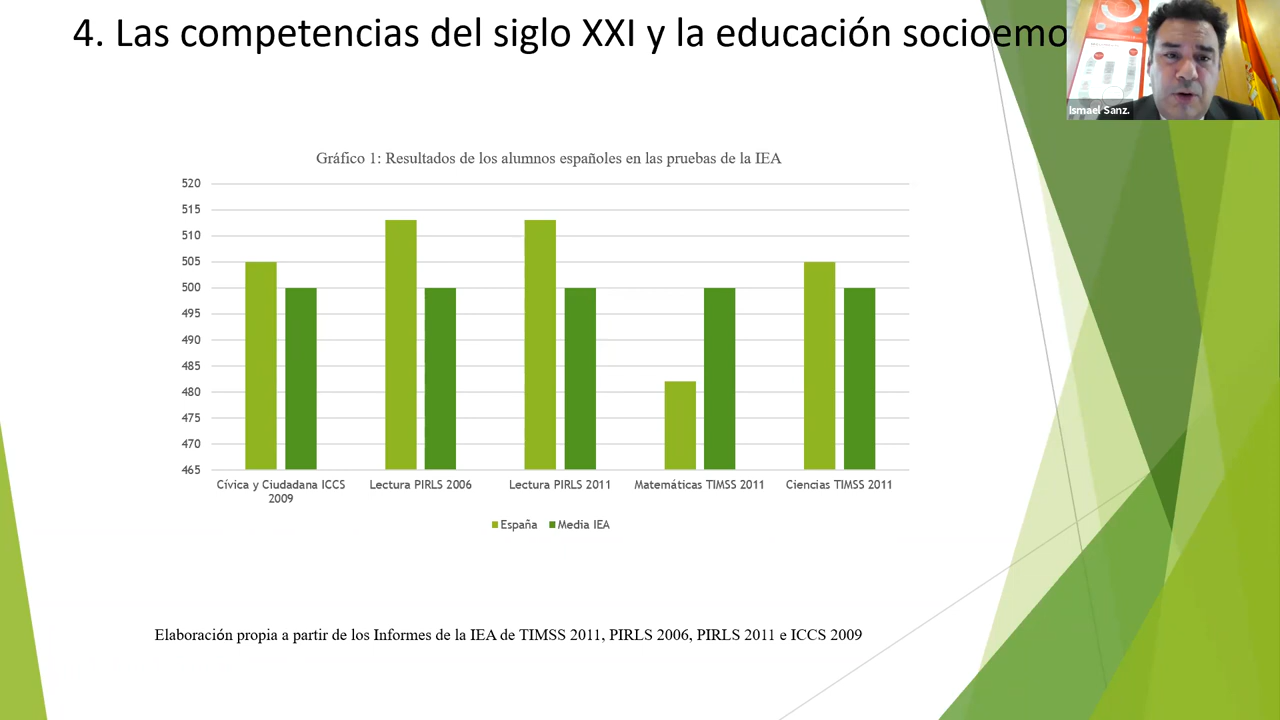 4. Las competencias del siglo XXI y la educación socioemo
Ismael Sanz.
Gráfico 1: Resultados de los alumnos españoles en las pruebas de la IEA
520
515
510
505
500
495
490
485
480
475
470
465
Cívica y Ciudadana ICCS
2009
Lectura PIRLS 2006
Lectura PIRLS 2011
Matemáticas TIMSS 2011
Ciencias TIMSS 2011
España
Media IEA
Elaboración propia a partir de los Informes de la IEA de TIMSS 2011, PIRLS 2006, PIRLS 2011 e ICCS 2009